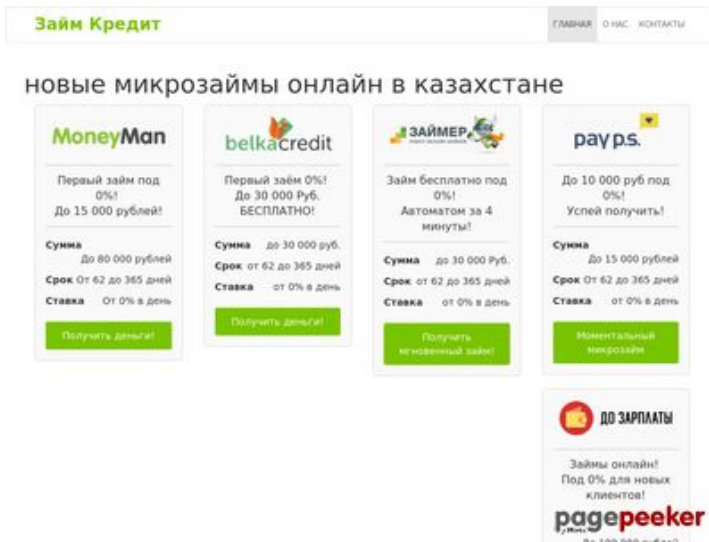 Займ Кредит
ГЛАВНАЯ О НАС КОНТАКТЫ
новые микрозаймы онлайн в казахстане
MoneyMan
Первый займ под
0%!
До 15 000 рублей!
Сумма
До 80 000 рублей
Срок От 62 до 365 дней
Ставка От 0% в день
Получить деньги!
belkacredit
Первый заём 0%!
До 30 000 Руб.
БЕСПЛАТНО!
Сумма до 30 000 руб.
Срок от 62 до 365 дней
Ставка от 0% в день
Получить деньги!
ЗАЙМЕР
Займ бесплатно под
0%!
Автоматом за 4
минуты!
Сумма до 30 000 Руб.
Срок от 62 до 365 дней
Ставка от 0% в день
Получить
мгновенный займ!
pay p.s.
До 10 000 руб под
0%!
Успей получить!
Сумма
До 15 000 рублей
Срок От 62 до 365 дней
Ставка От 0% в день
Моментальный
микрозайм
ДО ЗАРПЛАТЫ
Займы онлайн!
Под 0% для новых
клиентов!
pagepeeker
До 100 000 рублей